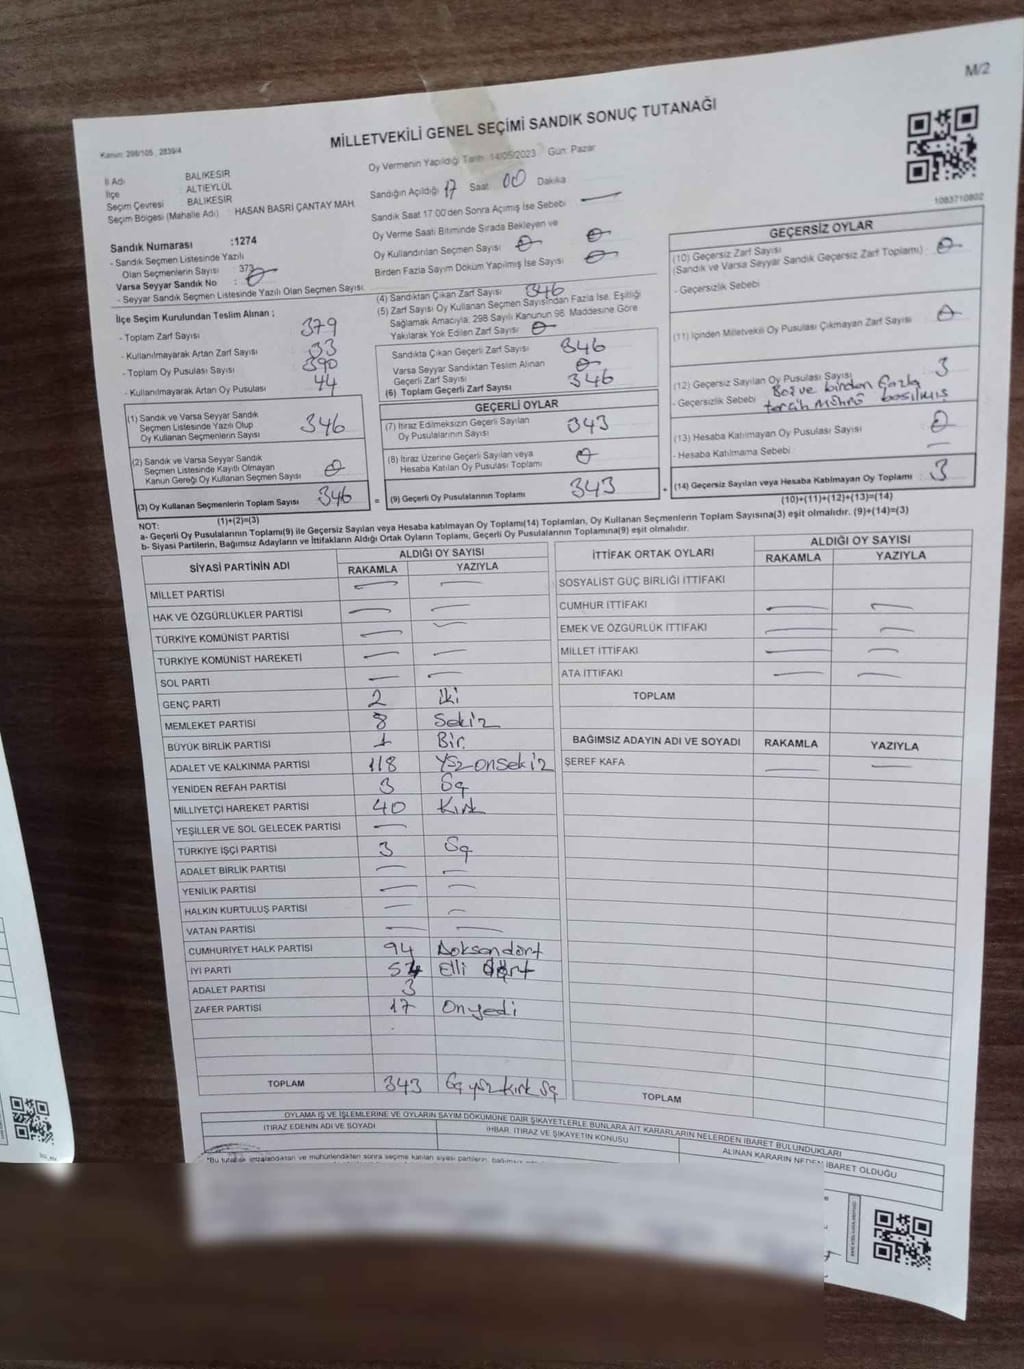 M/2
MİLLETVEKİLİ GENEL SEÇİMİ SANDIK SONUÇ TUTANAĞI
Kanun: 298/105 , 2839/4
Oy Vermenin Yapıldığı Tarih: 14/05/2023 Gün: Pazar
İl Adı BALIKESİR
İlçe ALTIEYLÜL
Seçim Çevresi BALIKESİR
Seçim Bölgesi (Mahalle Adı) : HASAN BASRİ ÇANTAY MAH.
Sandığın Açıldığı 17 Saat 00 Dakika
Sandık Saat 17:00'den Sonra Açılmış İse Sebebi —
Oy Verme Saati Bitiminde Sırada Bekleyen ve
Oy Kullandırılan Seçmen Sayısı 0
Birden Fazla Sayım Döküm Yapılmış İse Sayısı 0
1083710802
Sandık Numarası :1274
- Sandık Seçmen Listesinde Yazılı
Olan Seçmenlerin Sayısı 373
Varsa Seyyar Sandık No : 0
- Seyyar Sandık Seçmen Listesinde Yazılı Olan Seçmen Sayısı:
İlçe Seçim Kurulundan Teslim Alınan ;
- Toplam Zarf Sayısı 379
- Kullanılmayarak Artan Zarf Sayısı 33
- Toplam Oy Pusulası Sayısı 390
- Kullanılmayarak Artan Oy Pusulası 44
(1) Sandık ve Varsa Seyyar Sandık
Seçmen Listesinde Yazılı Olup
Oy Kullanan Seçmenlerin Sayısı 346
(2) Sandık ve Varsa Seyyar Sandık
Seçmen Listesinde Kayıtlı Olmayan
Kanun Gereği Oy Kullanan Seçmen Sayısı 0
(3) Oy Kullanan Seçmenlerin Toplam Sayısı 346
(1)+(2)=(3)
(4) Sandıktan Çıkan Zarf Sayısı 346
(5) Zarf Sayısı Oy Kullanan Seçmen Sayısından Fazla İse, Eşitliği
Sağlamak Amacıyla, 298 Sayılı Kanunun 98. Maddesine Göre
Yakılarak Yok Edilen Zarf Sayısı 0
Sandıkta Çıkan Geçerli Zarf Sayısı 346
Varsa Seyyar Sandıktan Teslim Alınan
Geçerli Zarf Sayısı 0
(6) Toplam Geçerli Zarf Sayısı 346
GEÇERLİ OYLAR
(7) İtiraz Edilmeksizin Geçerli Sayılan
Oy Pusulalarının Sayısı 343
(8) İtiraz Üzerine Geçerli Sayılan veya
Hesaba Katılan Oy Pusulası Toplamı 0
= (9) Geçerli Oy Pusulalarının Toplamı 343
GEÇERSİZ OYLAR
(10) Geçersiz Zarf Sayısı 0
(Sandık ve Varsa Seyyar Sandık Geçersiz Zarf Toplamı)
- Geçersizlik Sebebi
(11) İçinden Milletvekili Oy Pusulası Çıkmayan Zarf Sayısı 0
(12) Geçersiz Sayılan Oy Pusulası Sayısı 3
- Geçersizlik Sebebi Boş ve birden fazla
tercih mührü basılmış
(13) Hesaba Katılmayan Oy Pusulası Sayısı 0
- Hesaba Katılmama Sebebi —
+ (14) Geçersiz Sayılan veya Hesaba Katılmayan Oy Toplamı 3
(10)+(11)+(12)+(13)=(14)
NOT:
a- Geçerli Oy Pusulalarının Toplamı(9) ile Geçersiz Sayılan veya Hesaba katılmayan Oy Toplamı(14) Toplamları, Oy Kullanan Seçmenlerin Toplam Sayısına(3) eşit olmalıdır. (9)+(14)=(3)
b- Siyasi Partilerin, Bağımsız Adayların ve İttifakların Aldığı Ortak Oyların Toplamı, Geçerli Oy Pusulalarının Toplamına(9) eşit olmalıdır.
SİYASİ PARTİNİN ADI ALDIĞI OY SAYISI
RAKAMLA YAZIYLA
MİLLET PARTİSİ — —
HAK VE ÖZGÜRLÜKLER PARTİSİ — —
TÜRKİYE KOMÜNİST PARTİSİ — —
TÜRKİYE KOMÜNİST HAREKETİ — —
SOL PARTİ — —
GENÇ PARTİ 2 İki
MEMLEKET PARTİSİ 8 Sekiz
BÜYÜK BİRLİK PARTİSİ 1 Bir
ADALET VE KALKINMA PARTİSİ 118 Yüzonsekiz
YENİDEN REFAH PARTİSİ 3 Üç
MİLLİYETÇİ HAREKET PARTİSİ 40 Kırk
YEŞİLLER VE SOL GELECEK PARTİSİ —
TÜRKİYE İŞÇİ PARTİSİ 3 Üç
ADALET BİRLİK PARTİSİ — —
YENİLİK PARTİSİ — —
HALKIN KURTULUŞ PARTİSİ — —
VATAN PARTİSİ — —
CUMHURİYET HALK PARTİSİ 94 Doksandört
İYİ PARTİ 54 Elli dört
ADALET PARTİSİ 3
ZAFER PARTİSİ 17 Onyedi
TOPLAM 343 Üçyüzkırküç
İTTİFAK ORTAK OYLARI ALDIĞI OY SAYISI
RAKAMLA YAZIYLA
SOSYALİST GÜÇ BİRLİĞİ İTTİFAKI
CUMHUR İTTİFAKI — —
EMEK VE ÖZGÜRLÜK İTTİFAKI — —
MİLLET İTTİFAKI — —
ATA İTTİFAKI — —
TOPLAM
BAĞIMSIZ ADAYIN ADI VE SOYADI RAKAMLA YAZIYLA
ŞEREF KAFA — —
TOPLAM
OYLAMA İŞ VE İŞLEMLERİNE VE OYLARIN SAYIM DÖKÜMÜNE DAİR ŞİKAYETLERLE BUNLARA AİT KARARLARIN NELERDEN İBARET BULUNDUKLARI
İTİRAZ EDENİN ADI VE SOYADI
İHBAR, İTİRAZ VE ŞİKAYETİN KONUSU
ALINAN KARARIN NEDEN İBARET OLDUĞU
*Bu tutanak imzalandıktan ve mühürlendikten sonra seçime katılan siyasi partilerin, bağımsız